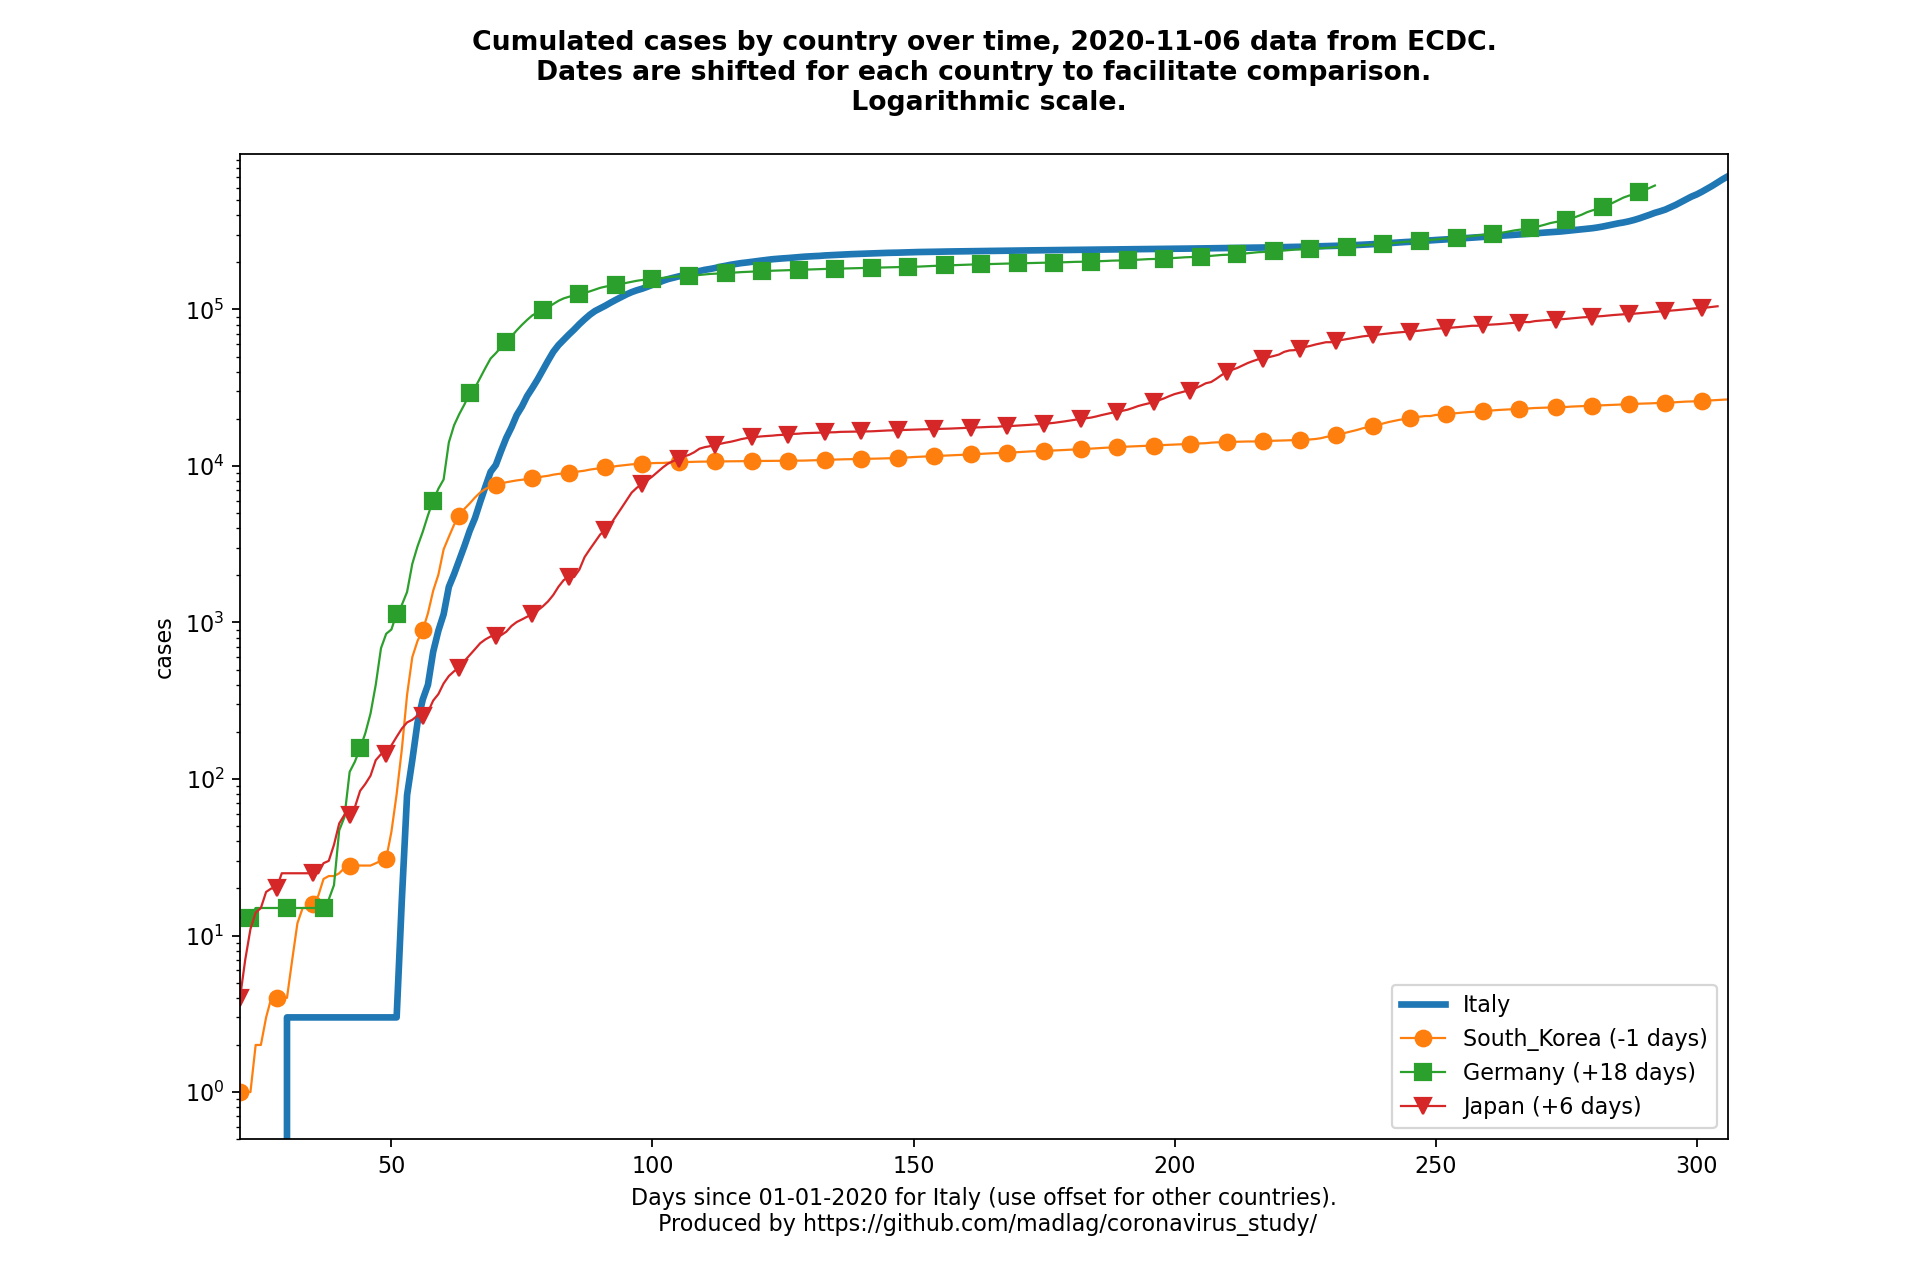 Cumulated cases by country over time, 2020-11-06 data from ECDC.
Dates are shifted for each country to facilitate comparison.
Logarithmic scale.
10^5
10^4
10^3
10^2
10^1
10^0
cases
Italy
South_Korea (-1 days)
Germany (+18 days)
Japan (+6 days)
50 100 150 200 250 300
Days since 01-01-2020 for Italy (use offset for other countries).
Produced by https://github.com/madlag/coronavirus_study/